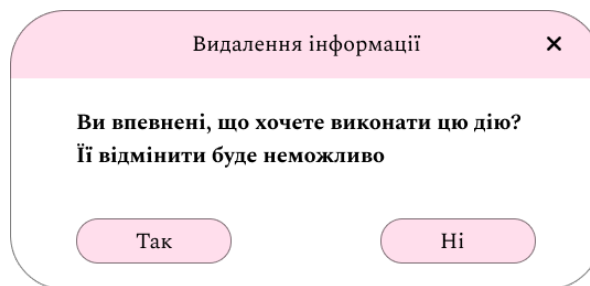 Видалення інформації
Ви впевнені, що хочете виконати цю дію?
Її відмінити буде неможливо
Так
Ні